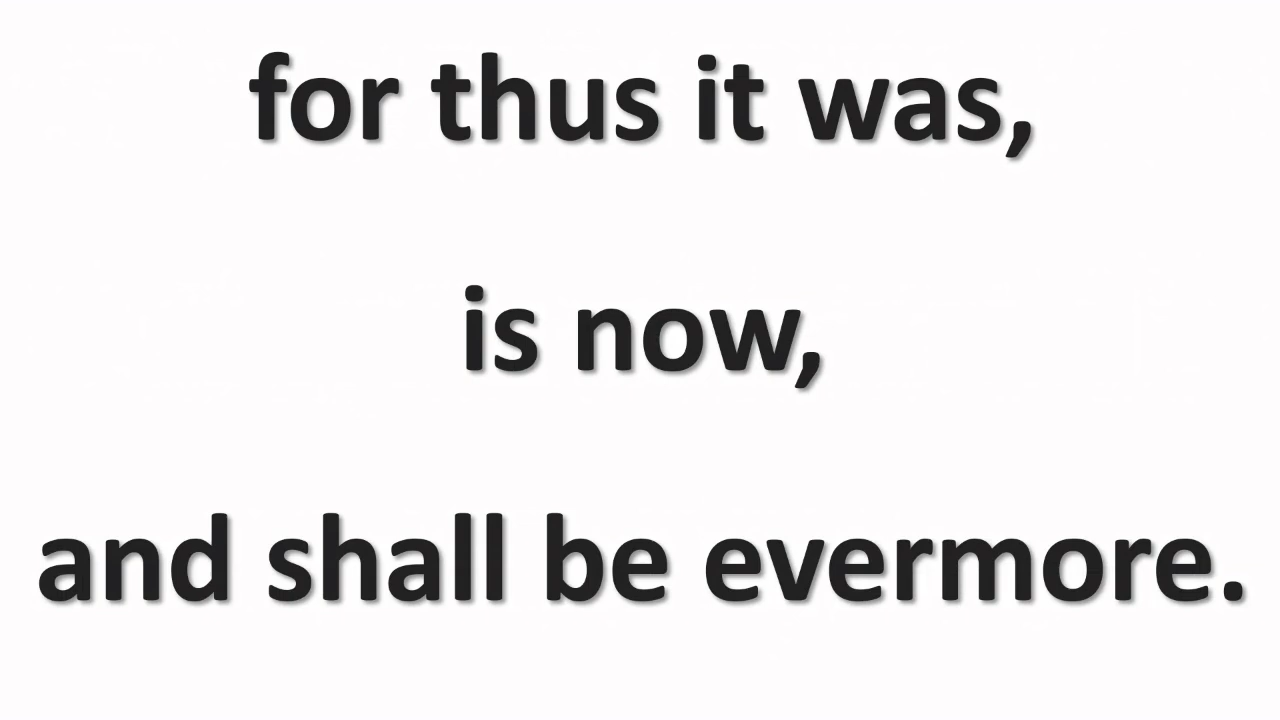 for thus it was,
is now,
and shall be evermore.